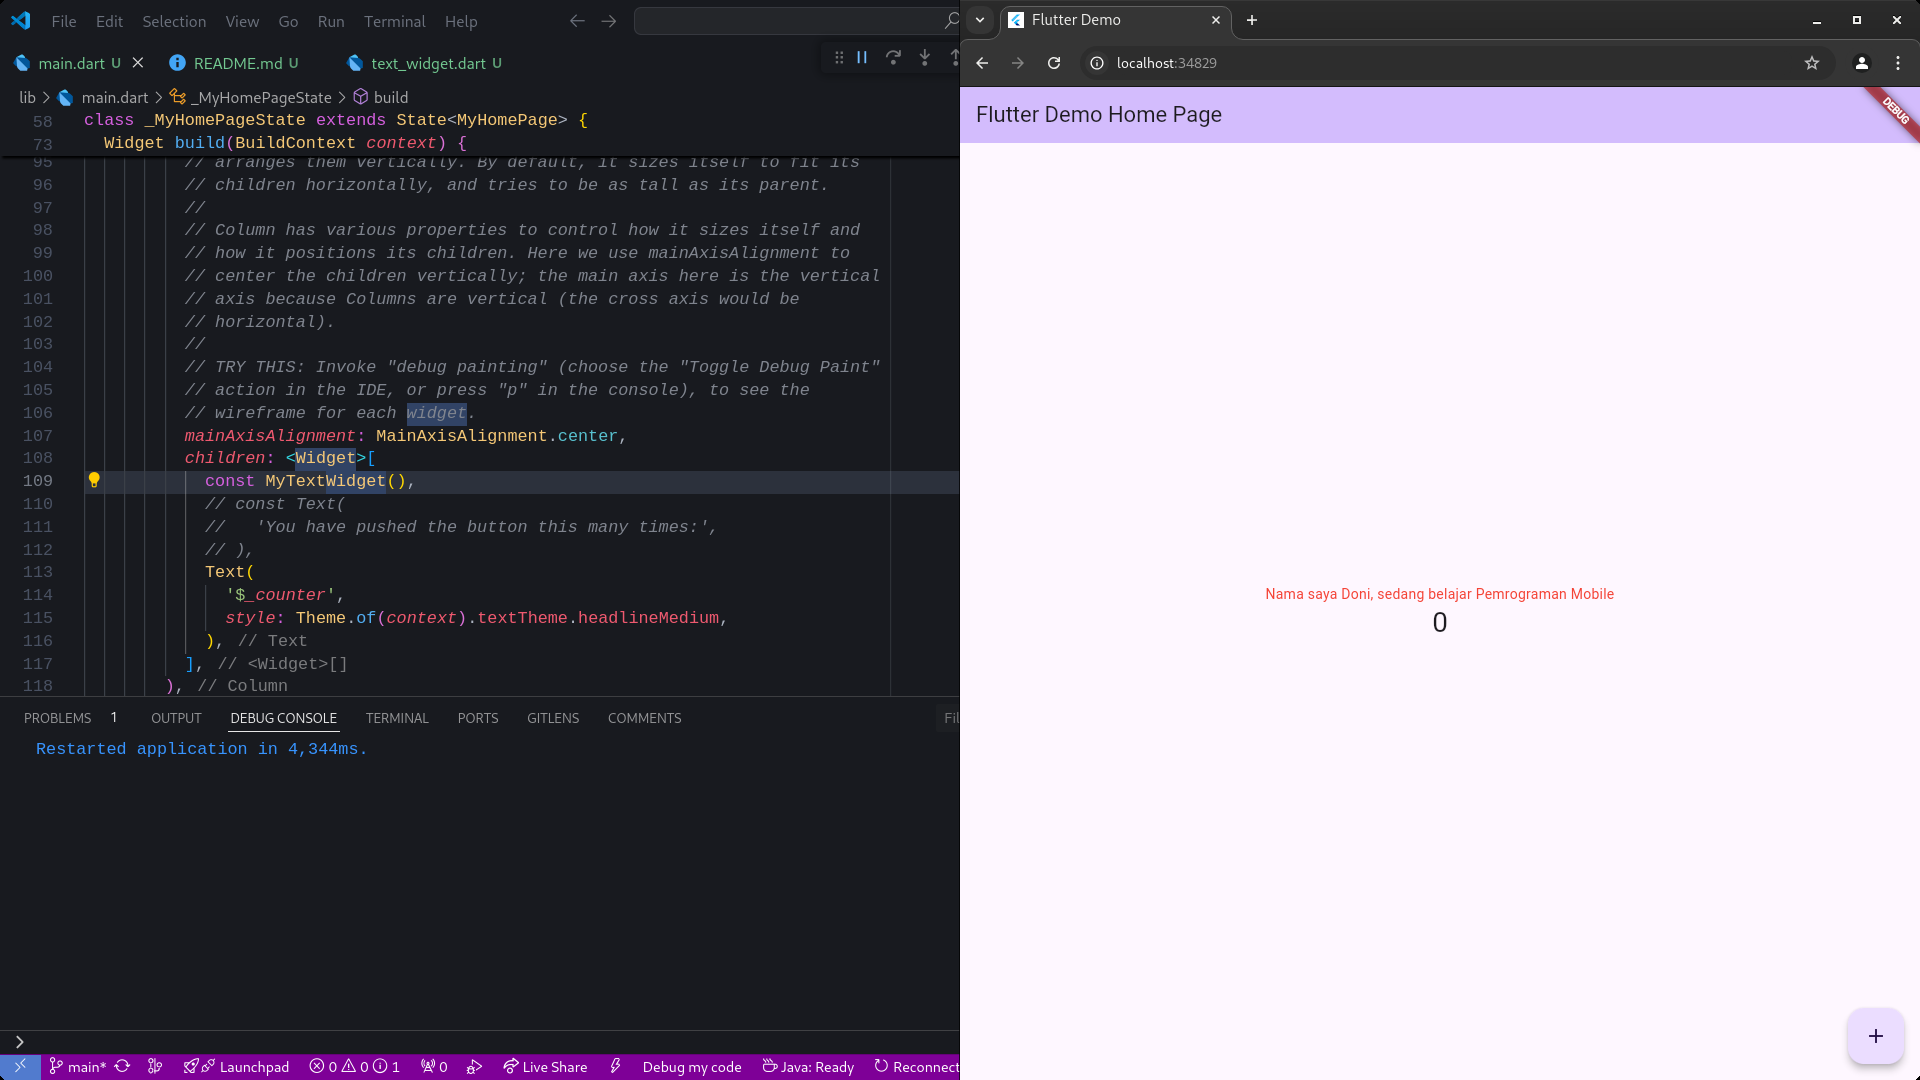 File Edit Selection View Go Run Terminal Help
main.dart U README.md U text_widget.dart U
lib > main.dart > _MyHomePageState > build
58 class _MyHomePageState extends State<MyHomePage> {
73 Widget build(BuildContext context) {
95 // arranges them vertically. By default, it sizes itself to fit its
96 // children horizontally, and tries to be as tall as its parent.
97 //
98 // Column has various properties to control how it sizes itself and
99 // how it positions its children. Here we use mainAxisAlignment to
100 // center the children vertically; the main axis here is the vertical
101 // axis because Columns are vertical (the cross axis would be
102 // horizontal).
103 //
104 // TRY THIS: Invoke "debug painting" (choose the "Toggle Debug Paint"
105 // action in the IDE, or press "p" in the console), to see the
106 // wireframe for each widget.
107 mainAxisAlignment: MainAxisAlignment.center,
108 children: <Widget>[
109 const MyTextWidget(),
110 // const Text(
111 //   'You have pushed the button this many times:',
112 // ),
113 Text(
114 '$_counter',
115 style: Theme.of(context).textTheme.headlineMedium,
116 ), // Text
117 ], // <Widget>[]
118 ), // Column
PROBLEMS 1 OUTPUT DEBUG CONSOLE TERMINAL PORTS GITLENS COMMENTS Fil
Restarted application in 4,344ms.
main* Launchpad 0 0 1 0 Live Share Debug my code Java: Ready Reconnect
Flutter Demo
localhost:34829
Flutter Demo Home Page
DEBUG
Nama saya Doni, sedang belajar Pemrograman Mobile
0
+